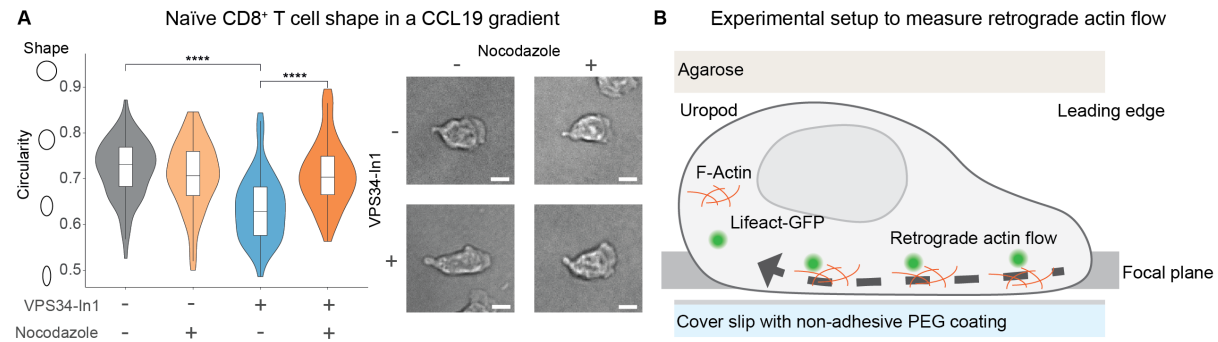 A Naïve CD8⁺ T cell shape in a CCL19 gradient
Shape
Circularity
0.9
0.8
0.7
0.6
0.5
****
****
VPS34-In1 - - + +
Nocodazole - + - +
Nocodazole
- +
VPS34-In1
-
+
B Experimental setup to measure retrograde actin flow
Agarose
Uropod
Leading edge
F-Actin
Lifeact-GFP
Retrograde actin flow
Focal plane
Cover slip with non-adhesive PEG coating